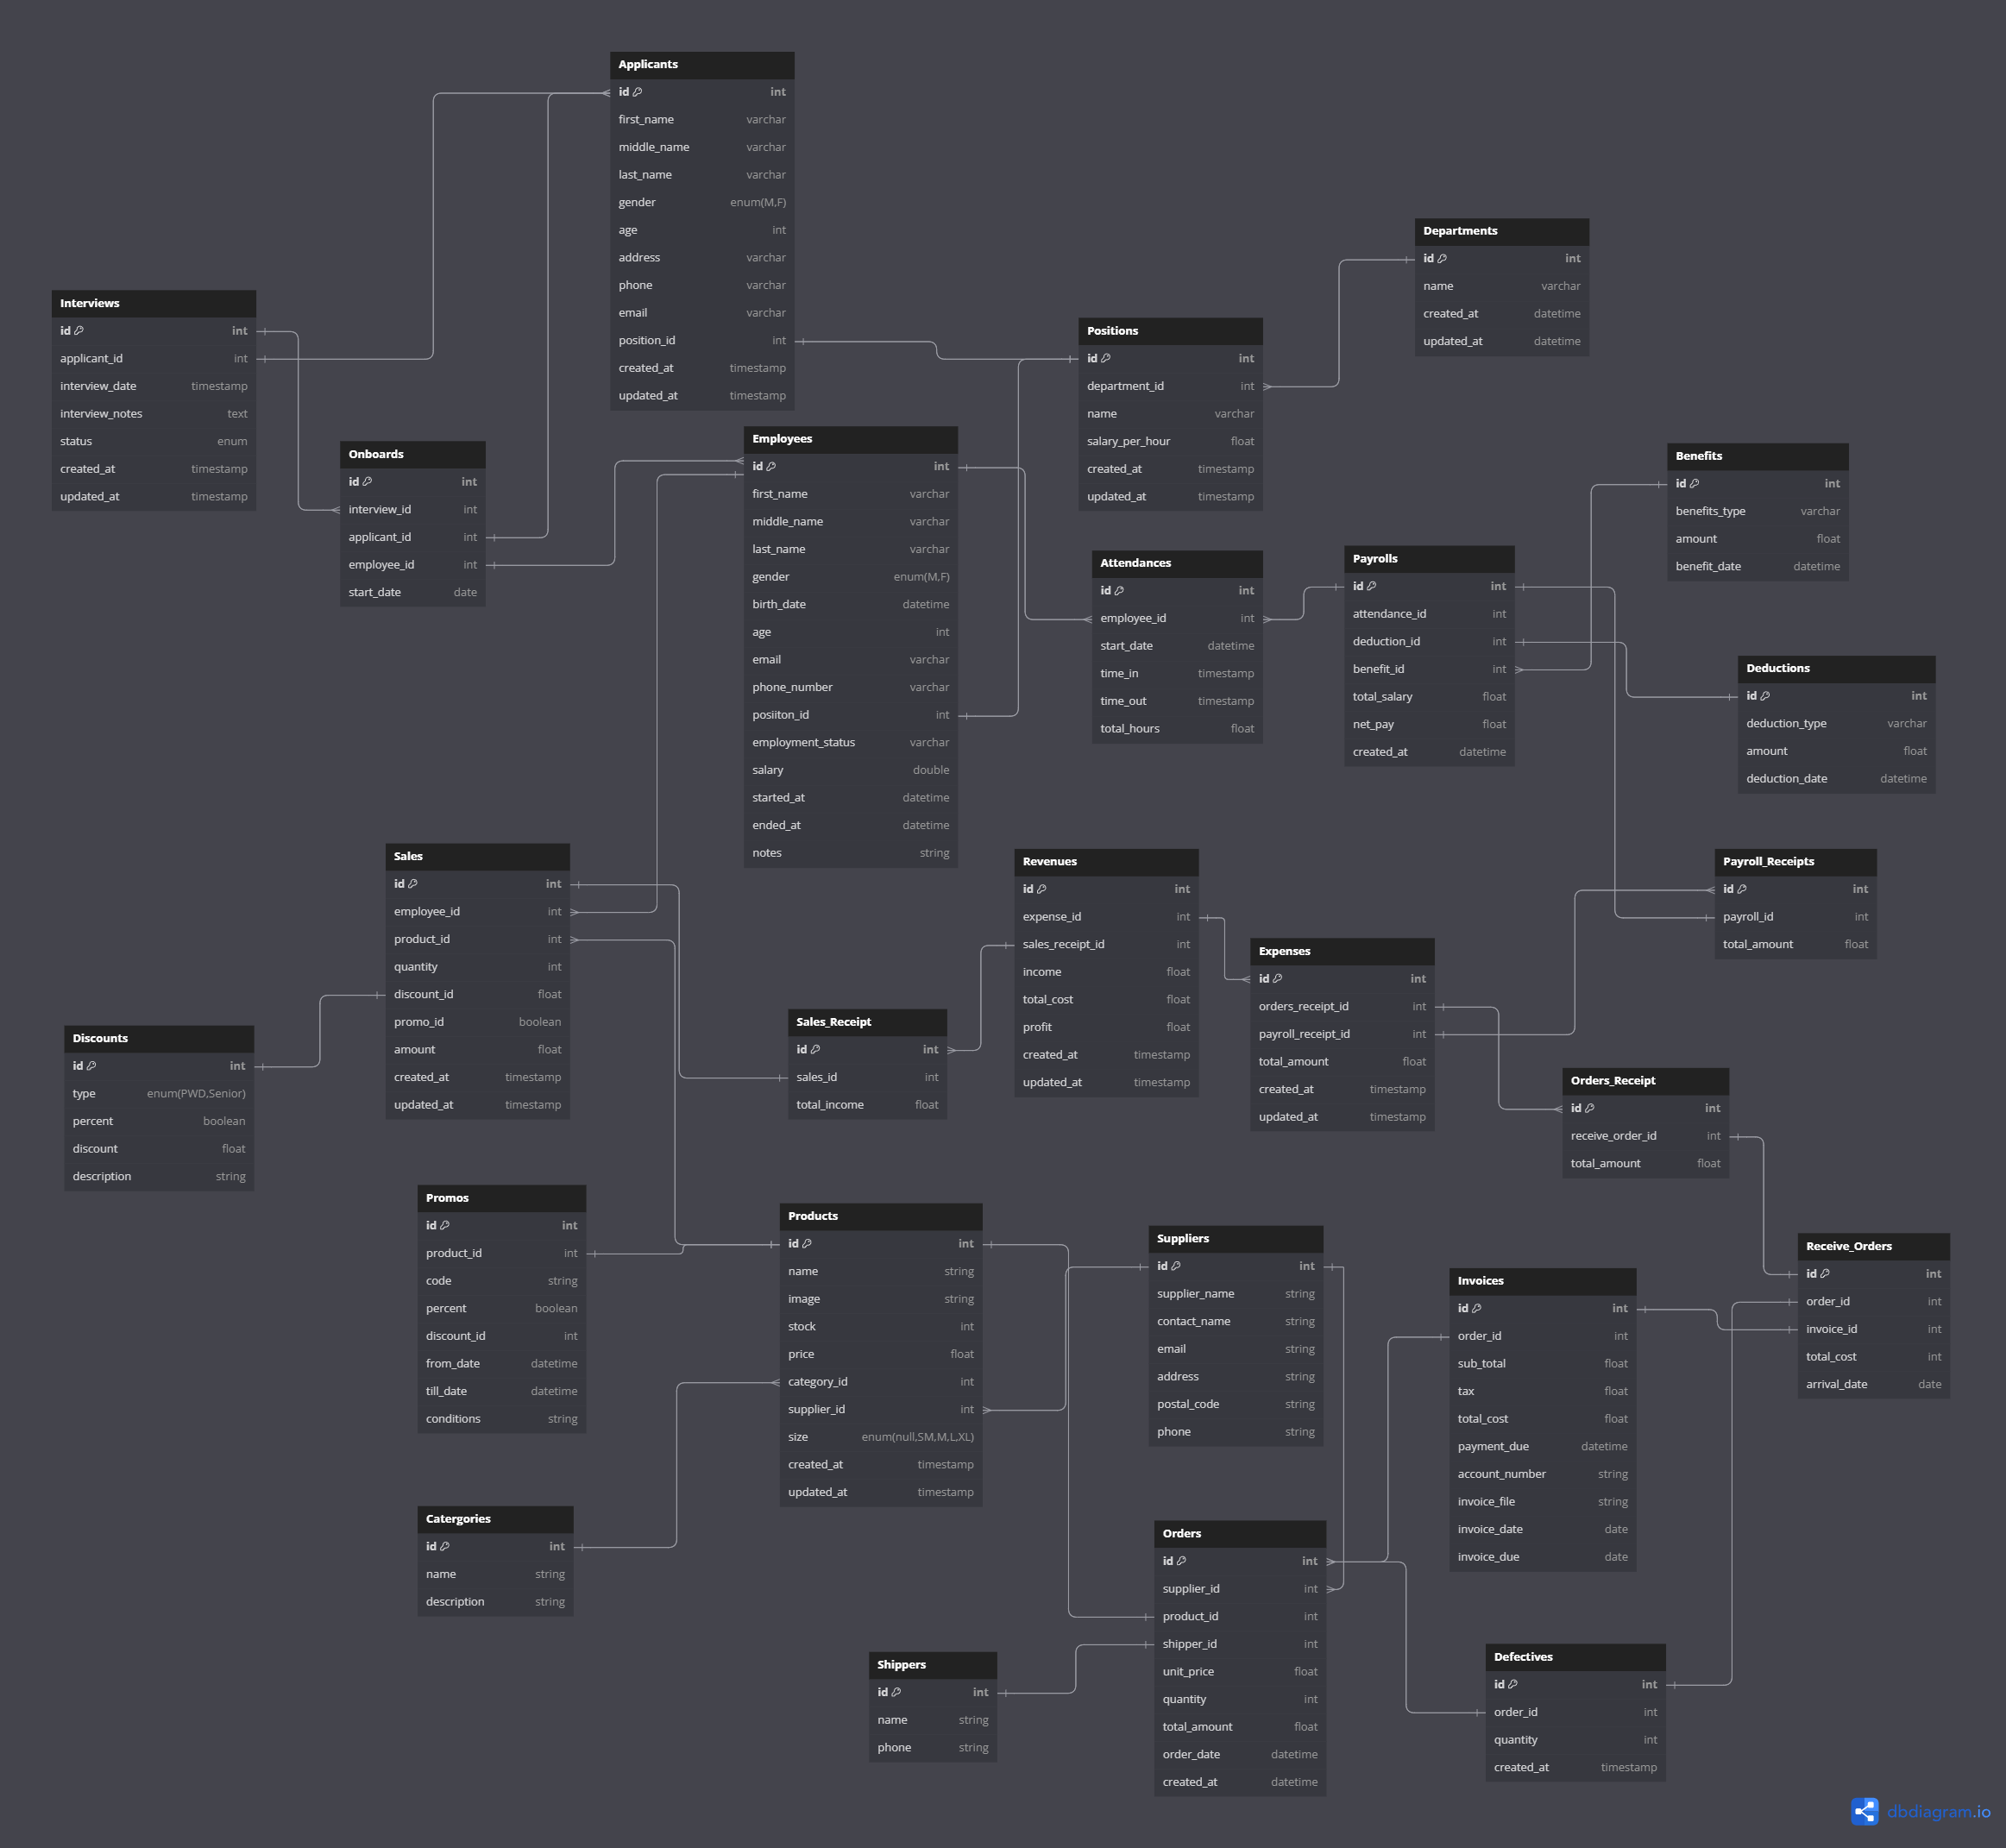 Applicants
id int
first_name varchar
middle_name varchar
last_name varchar
gender enum(M,F)
age int
address varchar
phone varchar
email varchar
position_id int
created_at timestamp
updated_at timestamp
Departments
id int
name varchar
created_at datetime
updated_at datetime
Interviews
id int
applicant_id int
interview_date timestamp
interview_notes text
status enum
created_at timestamp
updated_at timestamp
Positions
id int
department_id int
name varchar
salary_per_hour float
created_at timestamp
updated_at timestamp
Onboards
id int
interview_id int
applicant_id int
employee_id int
start_date date
Employees
id int
first_name varchar
middle_name varchar
last_name varchar
gender enum(M,F)
birth_date datetime
age int
email varchar
phone_number varchar
posiiton_id int
employment_status varchar
salary double
started_at datetime
ended_at datetime
notes string
Benefits
id int
benefits_type varchar
amount float
benefit_date datetime
Attendances
id int
employee_id int
start_date datetime
time_in timestamp
time_out timestamp
total_hours float
Payrolls
id int
attendance_id int
deduction_id int
benefit_id int
total_salary float
net_pay float
created_at datetime
Deductions
id int
deduction_type varchar
amount float
deduction_date datetime
Sales
id int
employee_id int
product_id int
quantity int
discount_id float
promo_id boolean
amount float
created_at timestamp
updated_at timestamp
Revenues
id int
expense_id int
sales_receipt_id int
income float
total_cost float
profit float
created_at timestamp
updated_at timestamp
Payroll_Receipts
id int
payroll_id int
total_amount float
Expenses
id int
orders_receipt_id int
payroll_receipt_id int
total_amount float
created_at timestamp
updated_at timestamp
Sales_Receipt
id int
sales_id int
total_income float
Discounts
id int
type enum(PWD,Senior)
percent boolean
discount float
description string
Orders_Receipt
id int
receive_order_id int
total_amount float
Promos
id int
product_id int
code string
percent boolean
discount_id int
from_date datetime
till_date datetime
conditions string
Products
id int
name string
image string
stock int
price float
category_id int
supplier_id int
size enum(null,SM,M,L,XL)
created_at timestamp
updated_at timestamp
Suppliers
id int
supplier_name string
contact_name string
email string
address string
postal_code string
phone string
Receive_Orders
id int
order_id int
invoice_id int
total_cost int
arrival_date date
Invoices
id int
order_id int
sub_total float
tax float
total_cost float
payment_due datetime
account_number string
invoice_file string
invoice_date date
invoice_due date
Catergories
id int
name string
description string
Orders
id int
supplier_id int
product_id int
shipper_id int
unit_price float
quantity int
total_amount float
order_date datetime
created_at datetime
Shippers
id int
name string
phone string
Defectives
id int
order_id int
quantity int
created_at timestamp
dbdiagram.io